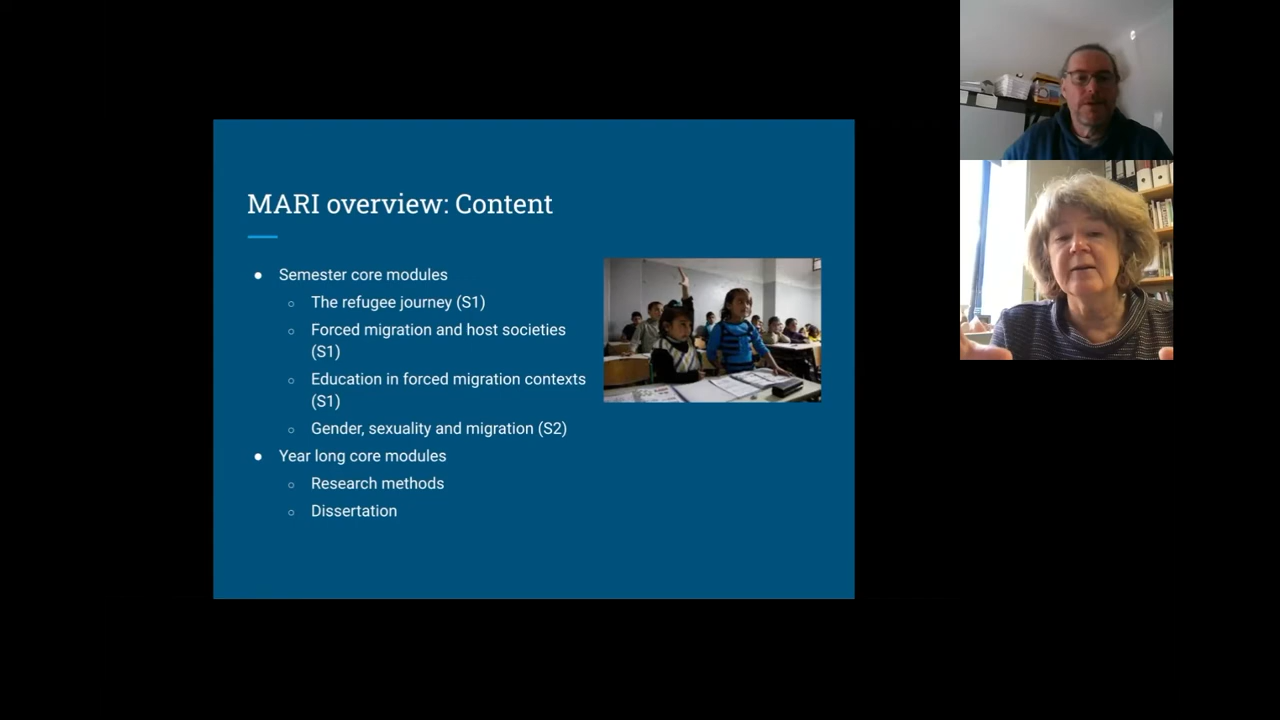 MARI overview: Content
● Semester core modules
○ The refugee journey (S1)
○ Forced migration and host societies
(S1)
○ Education in forced migration contexts
(S1)
○ Gender, sexuality and migration (S2)
● Year long core modules
○ Research methods
○ Dissertation